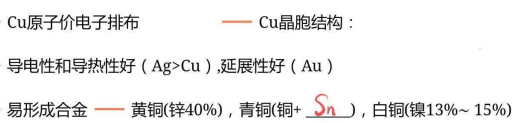 Cu原子价电子排布 —— Cu晶胞结构：
导电性和导热性好（Ag>Cu）,延展性好（Au）
易形成合金 —— 黄铜(锌40%)，青铜(铜+ Sn )，白铜(镍13%~ 15%)